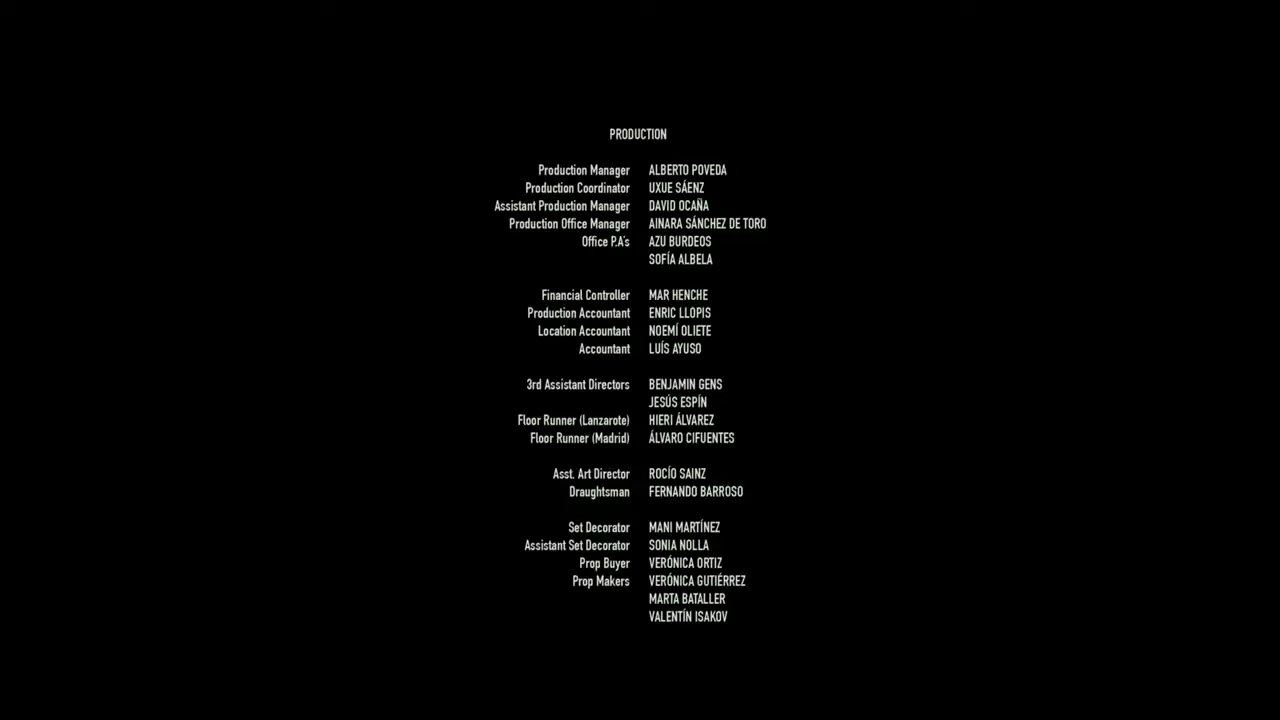 PRODUCTION
Production Manager ALBERTO POVEDA
Production Coordinator UXUE SÁENZ
Assistant Production Manager DAVID OCAÑA
Production Office Manager AINARA SÁNCHEZ DE TORO
Office P.A's AZU BURDEOS
SOFÍA ALBELA
Financial Controller MAR HENCHE
Production Accountant ENRIC LLOPIS
Location Accountant NOEMÍ OLIETE
Accountant LUÍS AYUSO
3rd Assistant Directors BENJAMIN GENS
JESÚS ESPÍN
Floor Runner (Lanzarote) HIERI ÁLVAREZ
Floor Runner (Madrid) ÁLVARO CIFUENTES
Asst. Art Director ROCÍO SAINZ
Draughtsman FERNANDO BARROSO
Set Decorator MANI MARTÍNEZ
Assistant Set Decorator SONIA NOLLA
Prop Buyer VERÓNICA ORTIZ
Prop Makers VERÓNICA GUTIÉRREZ
MARTA BATALLER
VALENTÍN ISAKOV